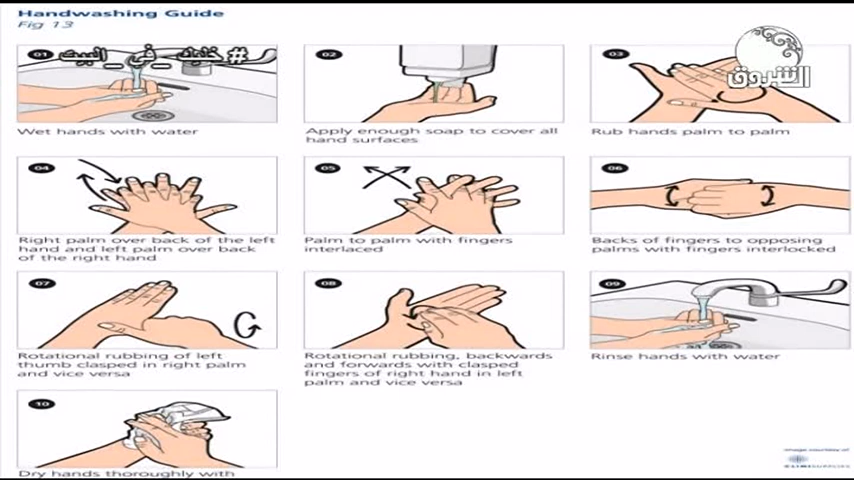 Handwashing Guide
Fig 13
01
#خليك_في_البيت
Wet hands with water
02
Apply enough soap to cover all
hand surfaces
03
الشروق
Rub hands palm to palm
04
Right palm over back of the left
hand and left palm over back
of the right hand
05
Palm to palm with fingers
interlaced
06
Backs of fingers to opposing
palms with fingers interlocked
07
Rotational rubbing of left
thumb clasped in right palm
and vice versa
08
Rotational rubbing, backwards
and forwards with clasped
fingers of right hand in left
palm and vice versa
09
Rinse hands with water
10
Dry hands thoroughly with
Image courtesy of